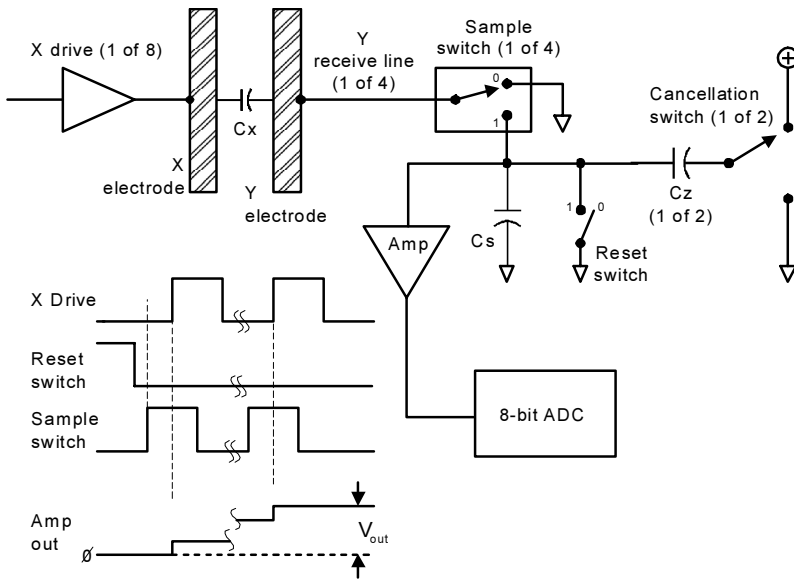 X drive (1 of 8)
Y
receive line
(1 of 4)
Sample
switch (1 of 4)
0
1
Cancellation
switch (1 of 2)
Cx
X
electrode
Y
electrode
Amp
Cs
1
0
Reset
switch
Cz
(1 of 2)
X Drive
Reset
switch
Sample
switch
8-bit ADC
Amp
out
Ø
Vout